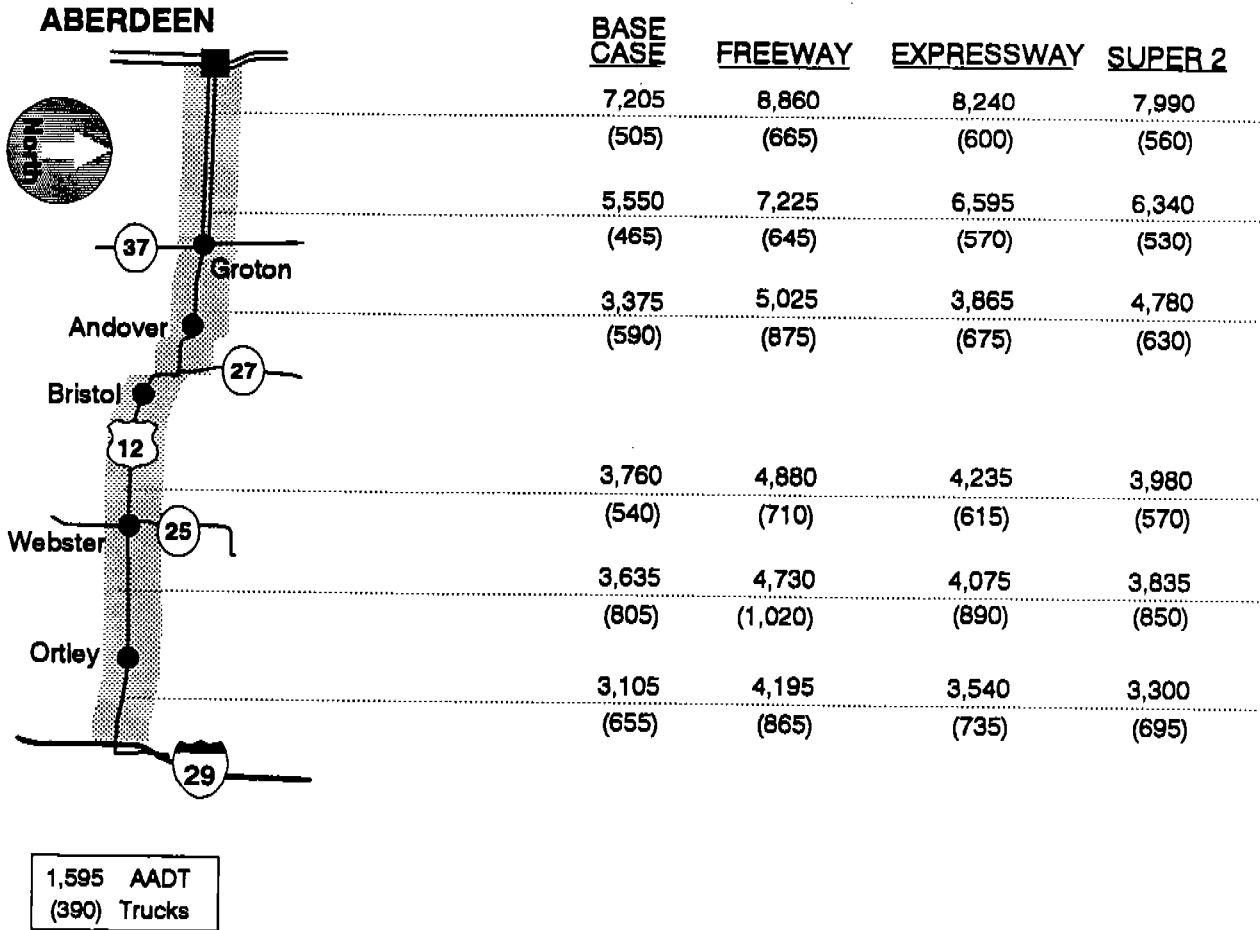 ABERDEEN
BASE CASE FREEWAY EXPRESSWAY SUPER 2
7,205 8,860 8,240 7,990
(505) (665) (600) (560)
North
5,550 7,225 6,595 6,340
37 (465) (645) (570) (530)
Groton
3,375 5,025 3,865 4,780
Andover (590) (875) (675) (630)
27
Bristol
12
3,760 4,880 4,235 3,980
(540) (710) (615) (570)
25
Webster
3,635 4,730 4,075 3,835
(805) (1,020) (890) (850)
Ortley
3,105 4,195 3,540 3,300
(655) (865) (735) (695)
29
1,595 AADT
(390) Trucks